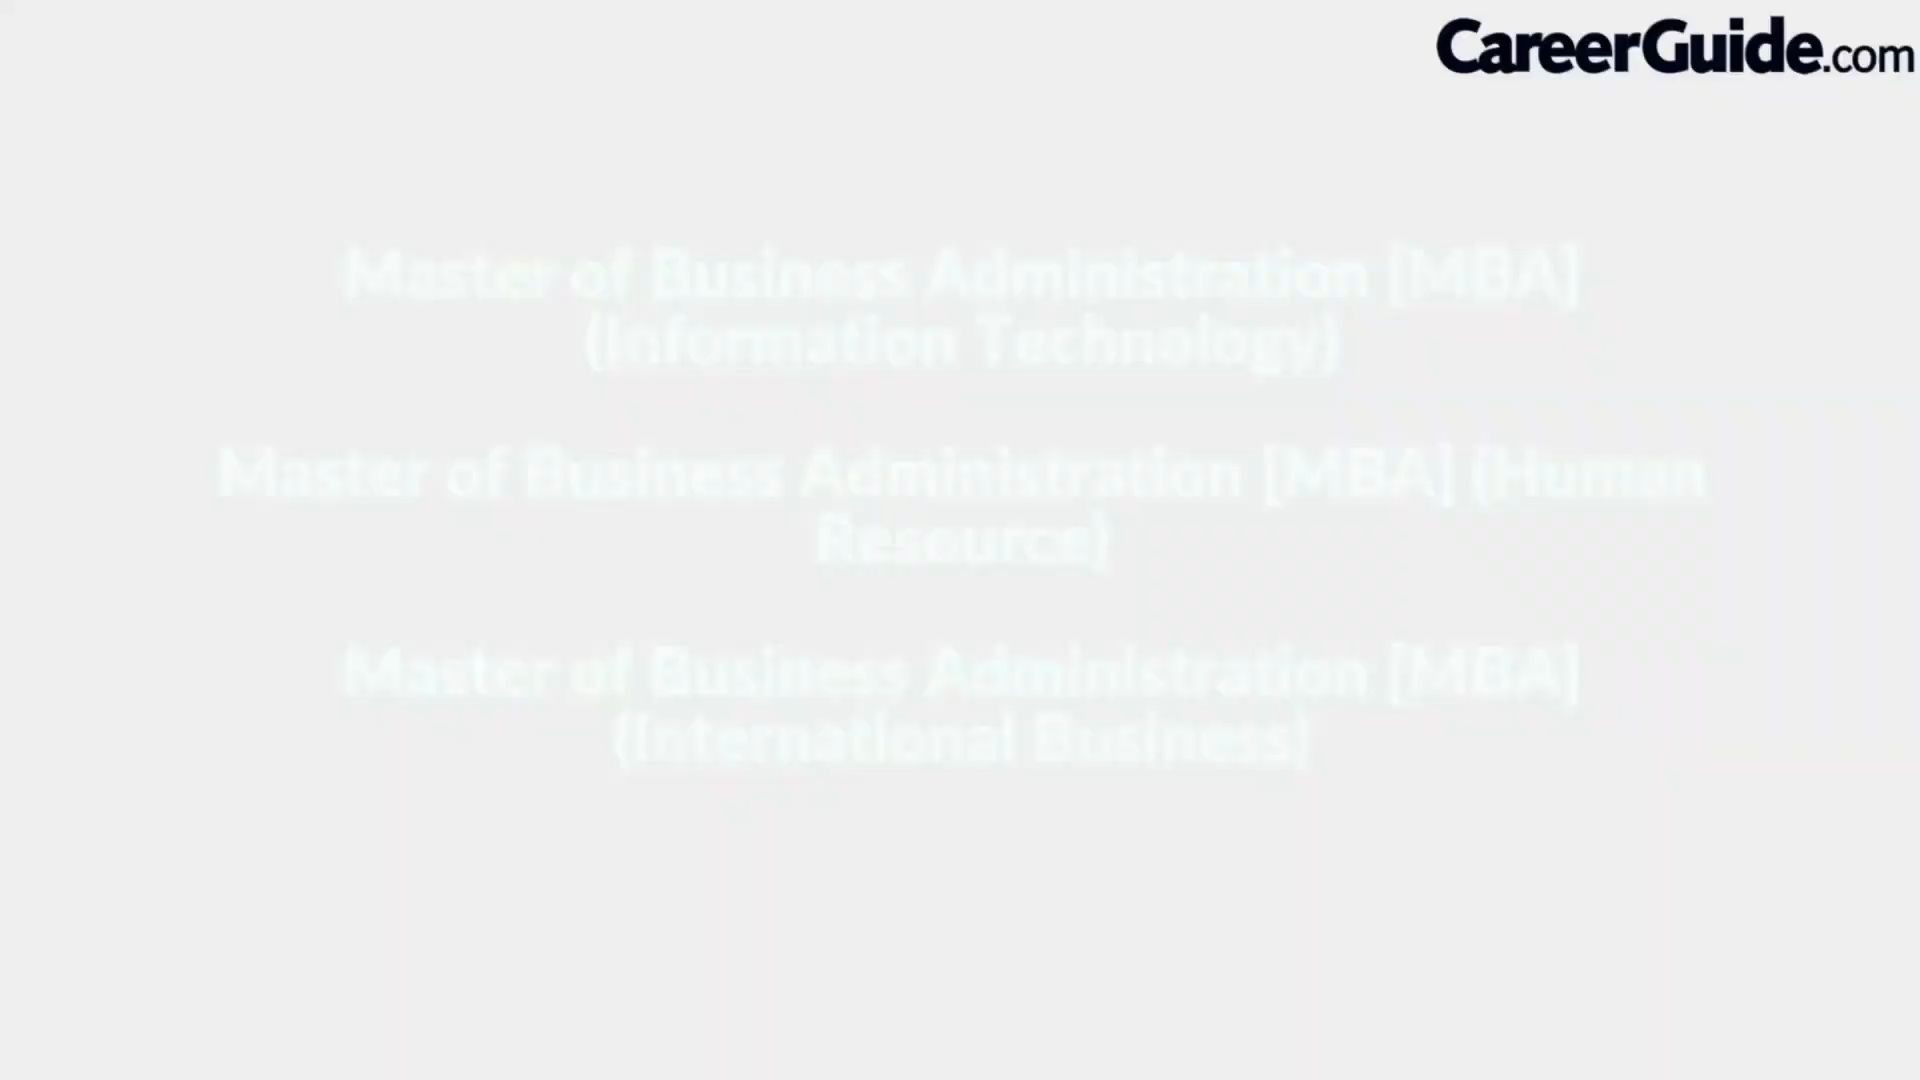 CareerGuide.com
Master of Business Administration [MBA]
(Information Technology)
Master of Business Administration [MBA] (Human
Resource)
Master of Business Administration [MBA]
(International Business)